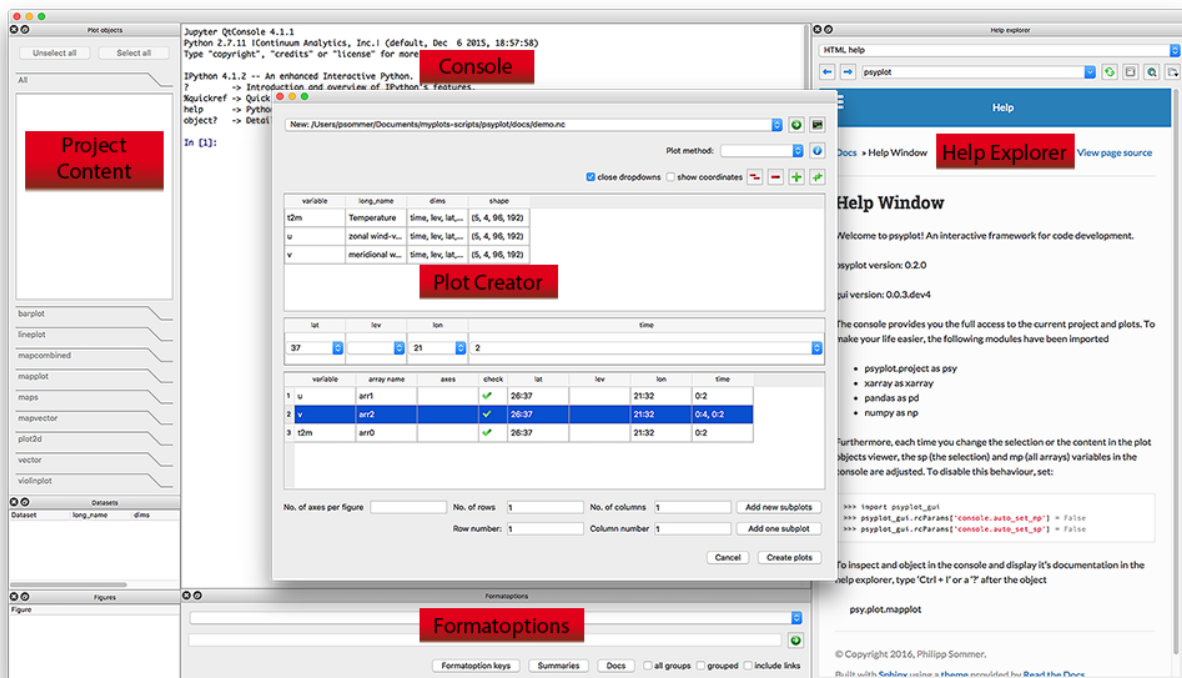 Plot objects
Unselect all
Select all
All
Project
Content
barplot
lineplot
mapcombined
mapplot
maps
mapvector
plot2d
vector
violinplot
Datasets
Dataset long_name dims
Figures
Figure
Jupyter QtConsole 4.1.1
Python 2.7.11 |Continuum Analytics, Inc.| (default, Dec 6 2015, 18:57:58)
Type "copyright", "credits" or "license" for more
Console
IPython 4.1.2 -- An enhanced Interactive Python.
? -> Introduction and overview of IPython's features.
%quickref -> Quick
help -> Pytho
object? -> Detai
In [1]:
New: /Users/psommer/Documents/myplots-scripts/psyplot/docs/demo.nc
Plot method:
close dropdowns show coordinates
variable long_name dims shape
t2m Temperature time, lev, lat,... (5, 4, 96, 192)
u zonal wind-v... time, lev, lat,... (5, 4, 96, 192)
v meridional w... time, lev, lat,... (5, 4, 96, 192)
Plot Creator
lat lev lon time
37 21 2
variable array name axes check lat lev lon time
1 u arr1 26:37 21:32 0:2
2 v arr2 26:37 21:32 0:4, 0:2
3 t2m arr0 26:37 21:32 0:2
No. of axes per figure No. of rows 1 No. of columns 1 Add new subplots
Row number: 1 Column number 1 Add one subplot
Cancel Create plots
Formatoptions
Formatoptions
Formatoption keys Summaries Docs all groups grouped include links
Help explorer
HTML help
psyplot
Help
Docs » Help Window
Help Explorer
View page source
Help Window
Welcome to psyplot! An interactive framework for code development.
psyplot version: 0.2.0
gui version: 0.0.3.dev4
The console provides you the full access to the current project and plots. To
make your life easier, the following modules have been imported
• psyplot.project as psy
• xarray as xarray
• pandas as pd
• numpy as np
Furthermore, each time you change the selection or the content in the plot
objects viewer, the sp (the selection) and mp (all arrays) variables in the
console are adjusted. To disable this behaviour, set:
>>> import psyplot_gui
>>> psyplot_gui.rcParams['console.auto_set_mp'] = False
>>> psyplot_gui.rcParams['console.auto_set_sp'] = False
To inspect and object in the console and display it's documentation in the
help explorer, type 'Ctrl + I' or a '?' after the object
psy.plot.mapplot
© Copyright 2016, Philipp Sommer.
Built with Sphinx using a theme provided by Read the Docs.